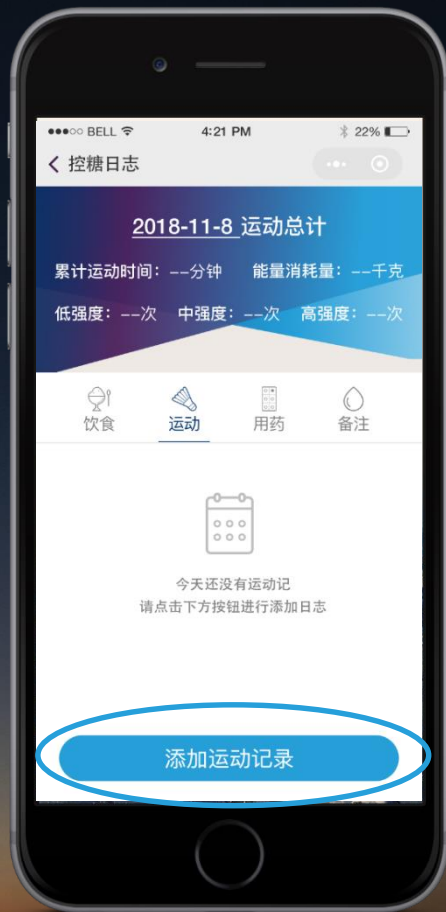 BELL 4:21 PM 22%
控糖日志
2018-11-8 运动总计
累计运动时间：--分钟 能量消耗量：--千克
低强度：--次 中强度：--次 高强度：--次
饮食 运动 用药 备注
今天还没有运动记
请点击下方按钮进行添加日志
添加运动记录